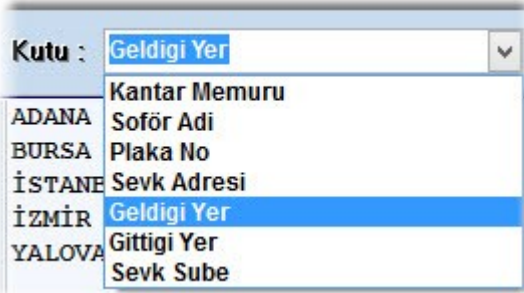 Kutu : Geldigi Yer
Kantar Memuru
ADANA Soför Adi
BURSA Plaka No
Sevk Adresi
İZMİR Geldigi Yer
Gittigi Yer
YALOVA Sevk Sube